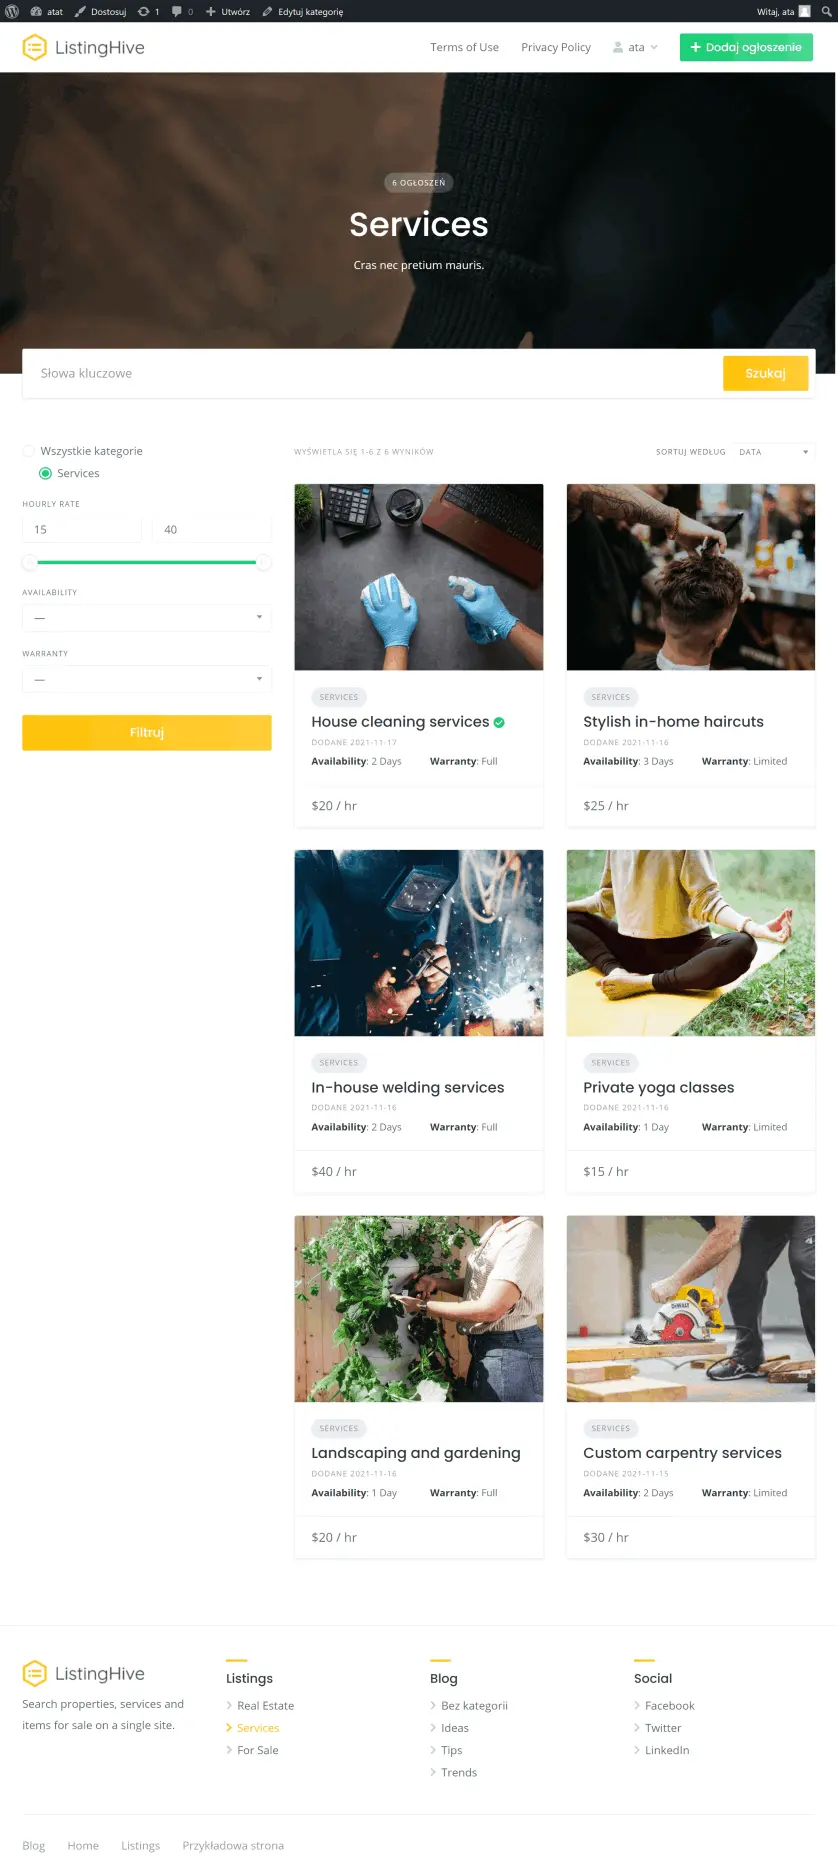 atat Dostosuj 1 0 Utwórz Edytuj kategorię Witaj, ata
ListingHive Terms of Use Privacy Policy ata Dodaj ogłoszenie
6 OGŁOSZEŃ
Services
Cras nec pretium mauris.
Słowa kluczowe Szukaj
Wszystkie kategorie
Services
HOURLY RATE
15 40
AVAILABILITY
—
WARRANTY
—
Filtruj
WYŚWIETLA SIĘ 1-6 Z 6 WYNIKÓW SORTUJ WEDŁUG DATA
SERVICES
House cleaning services
DODANE 2021-11-17
Availability: 2 Days Warranty: Full
$20 / hr
SERVICES
Stylish in-home haircuts
DODANE 2021-11-16
Availability: 3 Days Warranty: Limited
$25 / hr
SERVICES
In-house welding services
DODANE 2021-11-16
Availability: 2 Days Warranty: Full
$40 / hr
SERVICES
Private yoga classes
DODANE 2021-11-16
Availability: 1 Day Warranty: Limited
$15 / hr
DEWALT
SERVICES
Landscaping and gardening
DODANE 2021-11-16
Availability: 1 Day Warranty: Full
$20 / hr
SERVICES
Custom carpentry services
DODANE 2021-11-15
Availability: 2 Days Warranty: Limited
$30 / hr
ListingHive
Search properties, services and
items for sale on a single site.
Listings
Real Estate
Services
For Sale
Blog
Bez kategorii
Ideas
Tips
Trends
Social
Facebook
Twitter
LinkedIn
Blog Home Listings Przykładowa strona